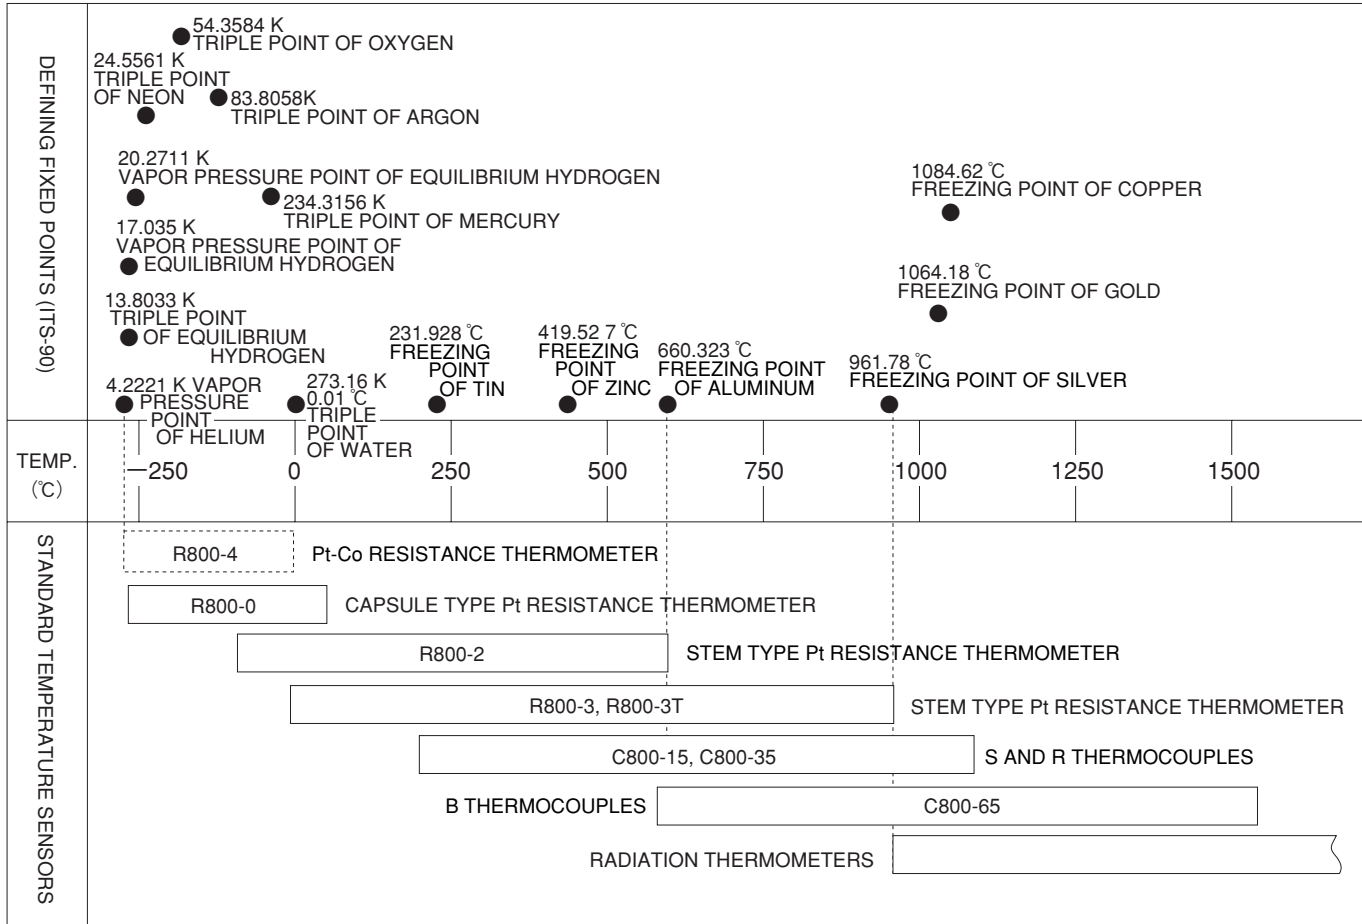 DEFINING FIXED POINTS (ITS-90)
54.3584 K
TRIPLE POINT OF OXYGEN
24.5561 K
TRIPLE POINT
OF NEON
83.8058K
TRIPLE POINT OF ARGON
20.2711 K
VAPOR PRESSURE POINT OF EQUILIBRIUM HYDROGEN
234.3156 K
TRIPLE POINT OF MERCURY
17.035 K
VAPOR PRESSURE POINT OF
EQUILIBRIUM HYDROGEN
13.8033 K
TRIPLE POINT
OF EQUILIBRIUM
HYDROGEN
4.2221 K VAPOR
PRESSURE
POINT
OF HELIUM
273.16 K
0.01 ℃
TRIPLE
POINT
OF WATER
231.928 ℃
FREEZING
POINT
OF TIN
419.52 7 ℃
FREEZING
POINT
OF ZINC
660.323 ℃
FREEZING POINT
OF ALUMINUM
961.78 ℃
FREEZING POINT OF SILVER
1064.18 ℃
FREEZING POINT OF GOLD
1084.62 ℃
FREEZING POINT OF COPPER
TEMP.
(℃)
−250 0 250 500 750 1000 1250 1500
STANDARD TEMPERATURE SENSORS
R800-4 Pt-Co RESISTANCE THERMOMETER
R800-0 CAPSULE TYPE Pt RESISTANCE THERMOMETER
R800-2 STEM TYPE Pt RESISTANCE THERMOMETER
R800-3, R800-3T STEM TYPE Pt RESISTANCE THERMOMETER
C800-15, C800-35 S AND R THERMOCOUPLES
B THERMOCOUPLES C800-65
RADIATION THERMOMETERS